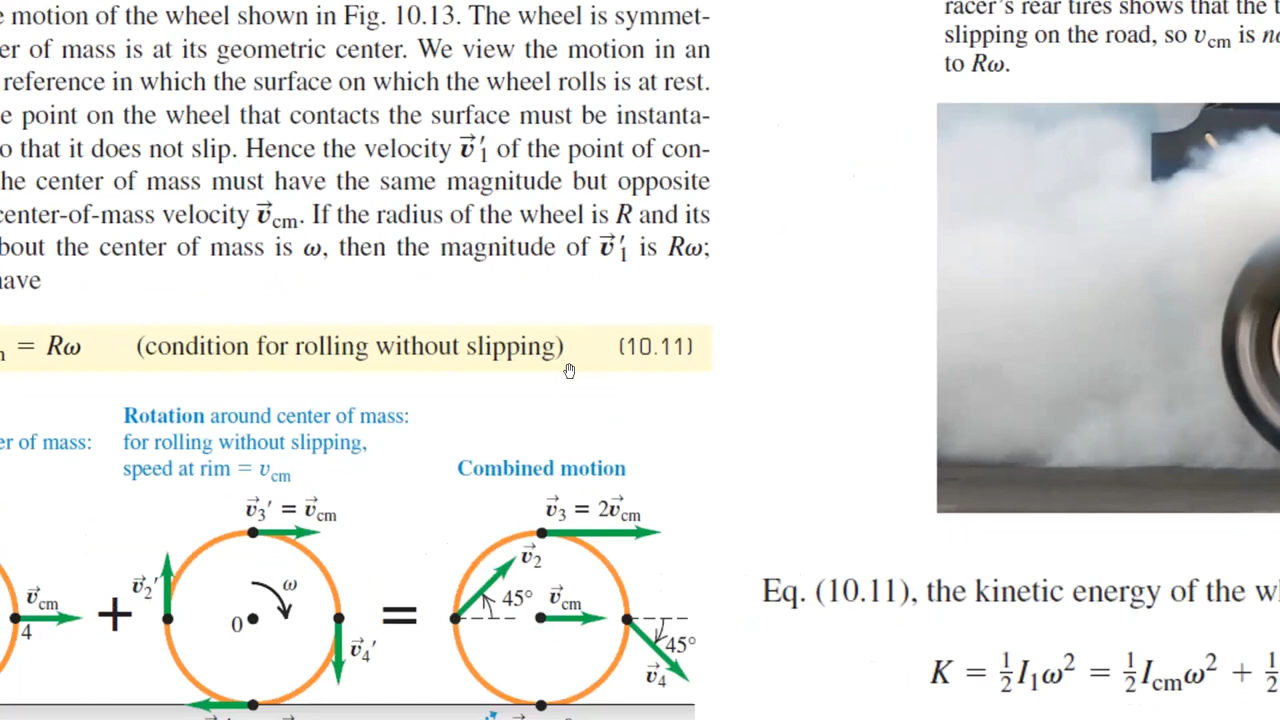 e motion of the wheel shown in Fig. 10.13. The wheel is symmet-
er of mass is at its geometric center. We view the motion in an
reference in which the surface on which the wheel rolls is at rest.
e point on the wheel that contacts the surface must be instanta-
o that it does not slip. Hence the velocity v⃗₁′ of the point of con-
he center of mass must have the same magnitude but opposite
center-of-mass velocity v⃗cm. If the radius of the wheel is R and its
bout the center of mass is ω, then the magnitude of v⃗₁′ is Rω;
ave
= Rω (condition for rolling without slipping) (10.11)
er of mass:
Rotation around center of mass:
for rolling without slipping,
speed at rim = vcm
Combined motion
v⃗cm
4
+
v⃗₂′
v⃗₃′ = v⃗cm
ω
0
v⃗₄′
=
v⃗₃ = 2v⃗cm
v⃗₂
45°
v⃗cm
45°
v⃗₄
racer's rear tires shows that the t
slipping on the road, so vcm is no
to Rω.
Eq. (10.11), the kinetic energy of the w
K = ½I₁ω² = ½Icmω² + ½